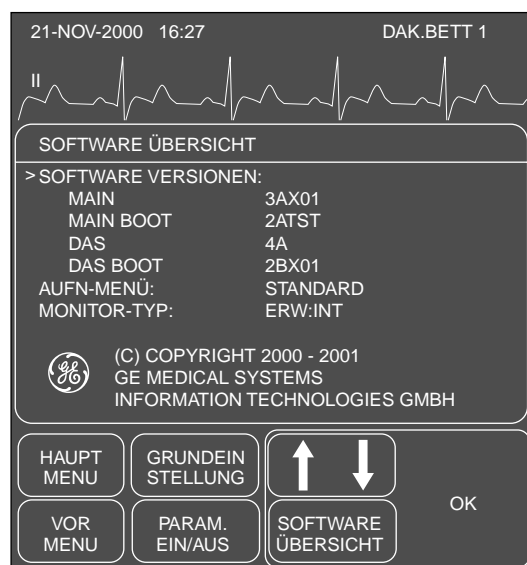 21-NOV-2000 16:27 DAK.BETT 1
II
SOFTWARE ÜBERSICHT
> SOFTWARE VERSIONEN:
MAIN 3AX01
MAIN BOOT 2ATST
DAS 4A
DAS BOOT 2BX01
AUFN-MENÜ: STANDARD
MONITOR-TYP: ERW:INT
(C) COPYRIGHT 2000 - 2001
GE MEDICAL SYSTEMS
INFORMATION TECHNOLOGIES GMBH
HAUPT
MENU
GRUNDEIN
STELLUNG
VOR
MENU
PARAM.
EIN/AUS
SOFTWARE
ÜBERSICHT
OK